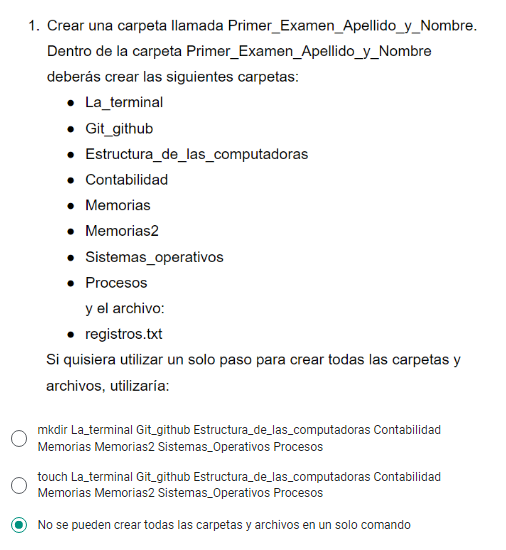 1. Crear una carpeta llamada Primer_Examen_Apellido_y_Nombre.
Dentro de la carpeta Primer_Examen_Apellido_y_Nombre
deberás crear las siguientes carpetas:
● La_terminal
● Git_github
● Estructura_de_las_computadoras
● Contabilidad
● Memorias
● Memorias2
● Sistemas_operativos
● Procesos
y el archivo:
● registros.txt
Si quisiera utilizar un solo paso para crear todas las carpetas y
archivos, utilizaría:
mkdir La_terminal Git_github Estructura_de_las_computadoras Contabilidad
Memorias Memorias2 Sistemas_Operativos Procesos
touch La_terminal Git_github Estructura_de_las_computadoras Contabilidad
Memorias Memorias2 Sistemas_Operativos Procesos
No se pueden crear todas las carpetas y archivos en un solo comando